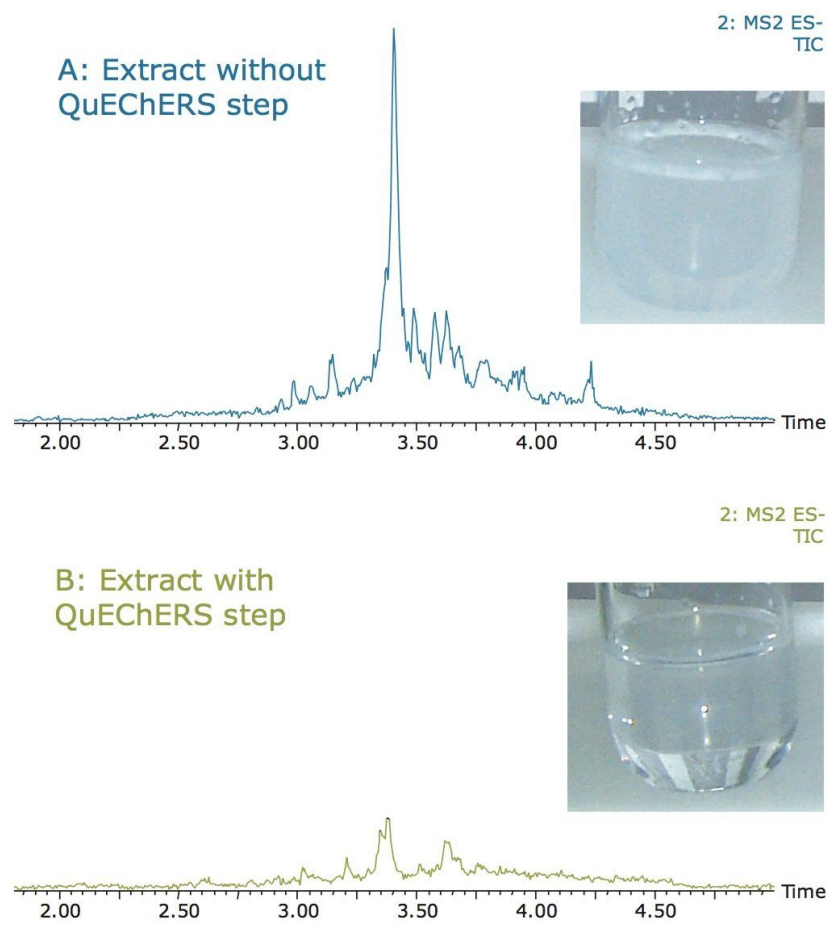 2: MS2 ES-
TIC
A: Extract without
QuEChERS step
Time
2.00 2.50 3.00 3.50 4.00 4.50
2: MS2 ES-
TIC
B: Extract with
QuEChERS step
Time
2.00 2.50 3.00 3.50 4.00 4.50